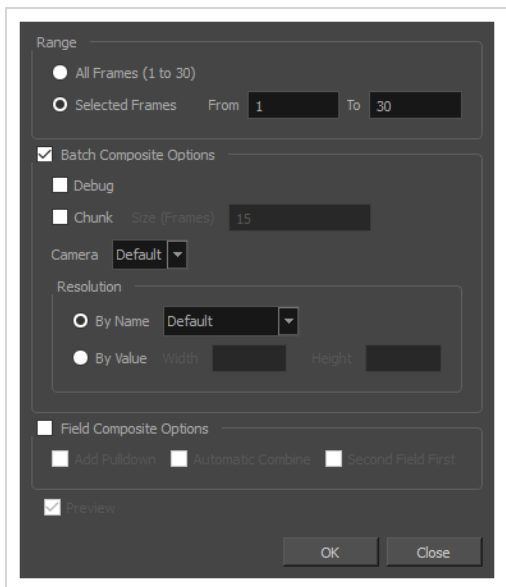 Range
All Frames (1 to 30)
Selected Frames From 1 To 30
Batch Composite Options
Debug
Chunk Size (Frames) 15
Camera Default
Resolution
By Name Default
By Value Width Height
Field Composite Options
Add Pulldown Automatic Combine Second Field First
Preview
OK Close